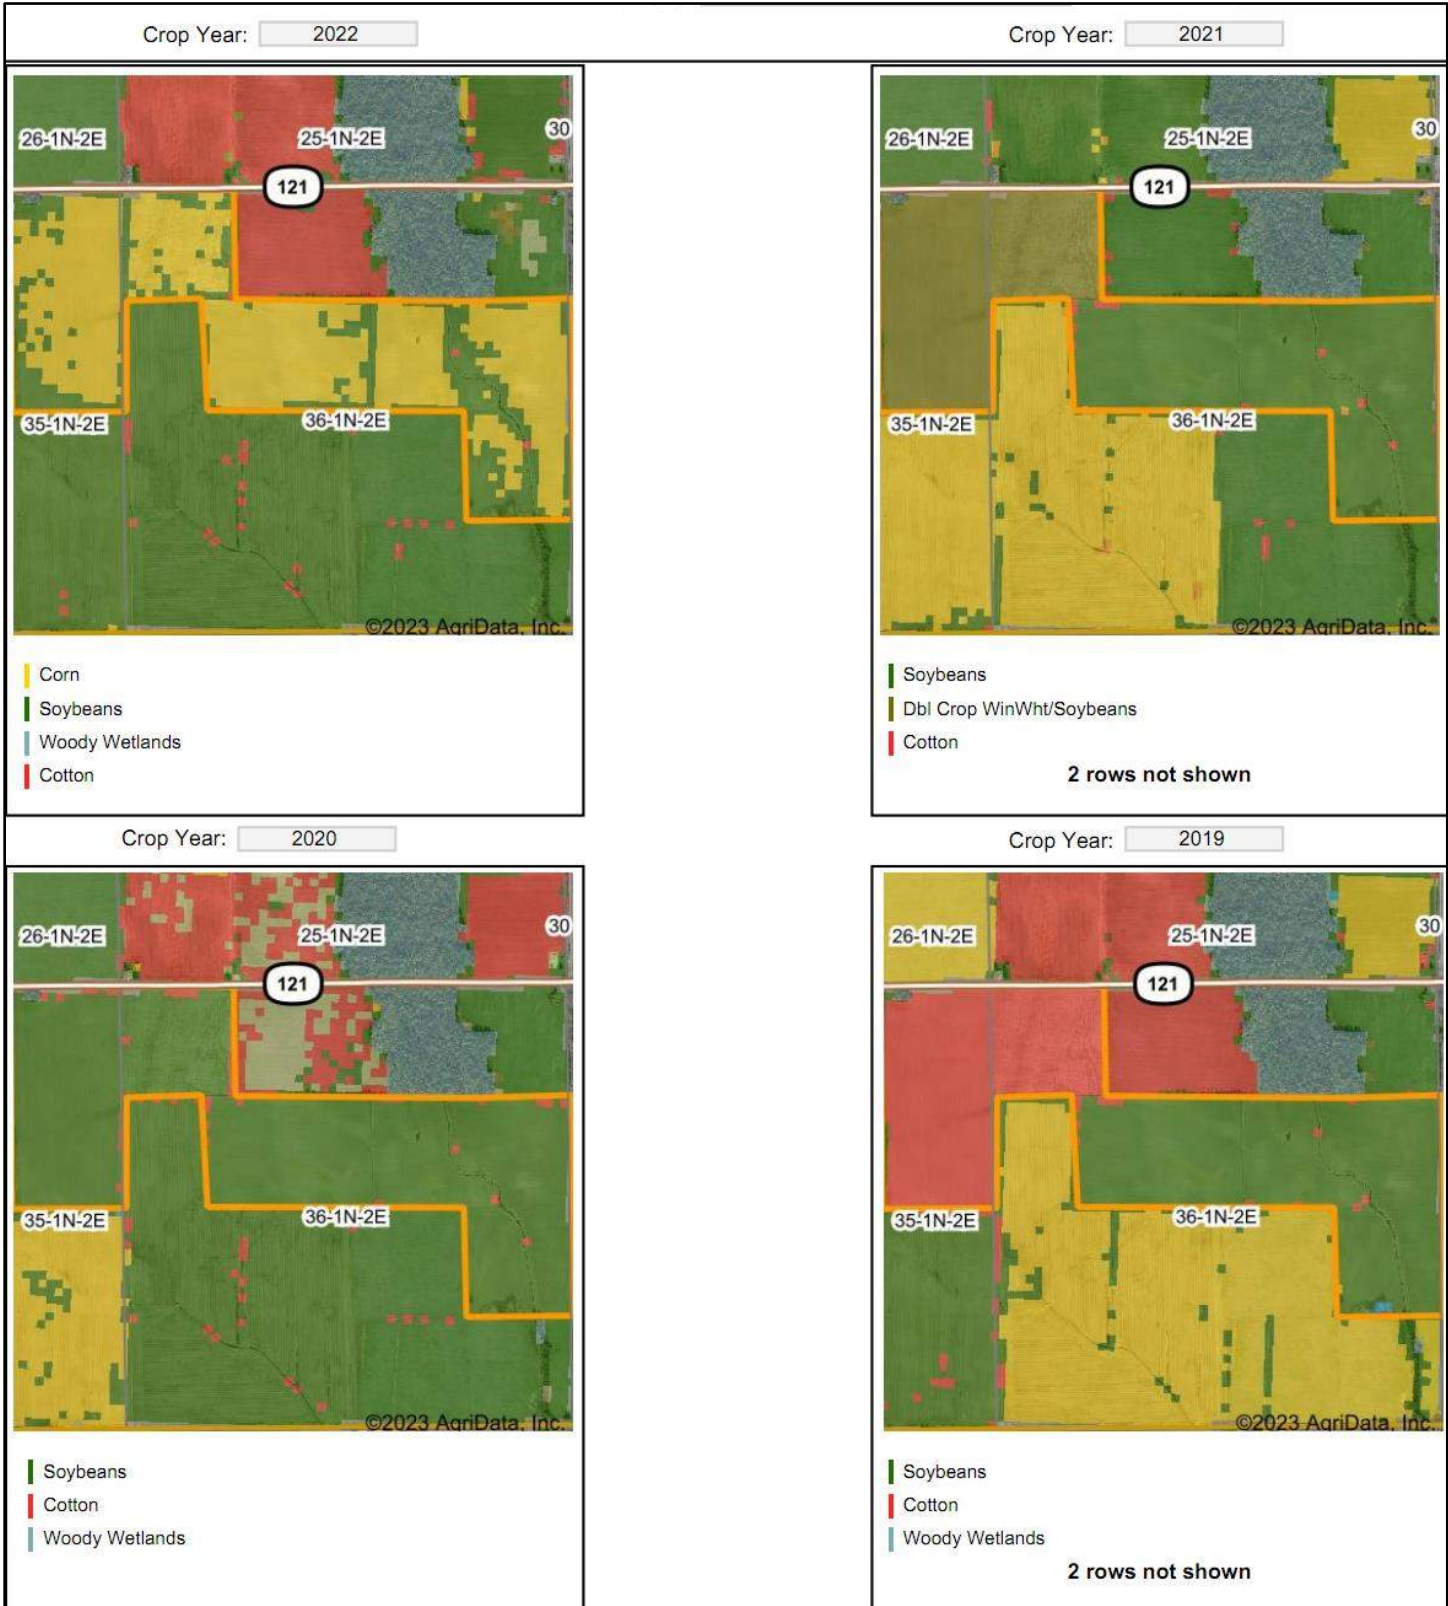 Crop Year: 2022
Crop Year: 2021
26-1N-2E
25-1N-2E
30
121
35-1N-2E
36-1N-2E
©2023 AgriData, Inc.
26-1N-2E
25-1N-2E
30
121
35-1N-2E
36-1N-2E
©2023 AgriData, Inc.
Corn
Soybeans
Woody Wetlands
Cotton
Soybeans
Dbl Crop WinWht/Soybeans
Cotton
2 rows not shown
Crop Year: 2020
Crop Year: 2019
26-1N-2E
25-1N-2E
30
121
35-1N-2E
36-1N-2E
©2023 AgriData, Inc.
26-1N-2E
25-1N-2E
30
121
35-1N-2E
36-1N-2E
©2023 AgriData, Inc.
Soybeans
Cotton
Woody Wetlands
Soybeans
Cotton
Woody Wetlands
2 rows not shown